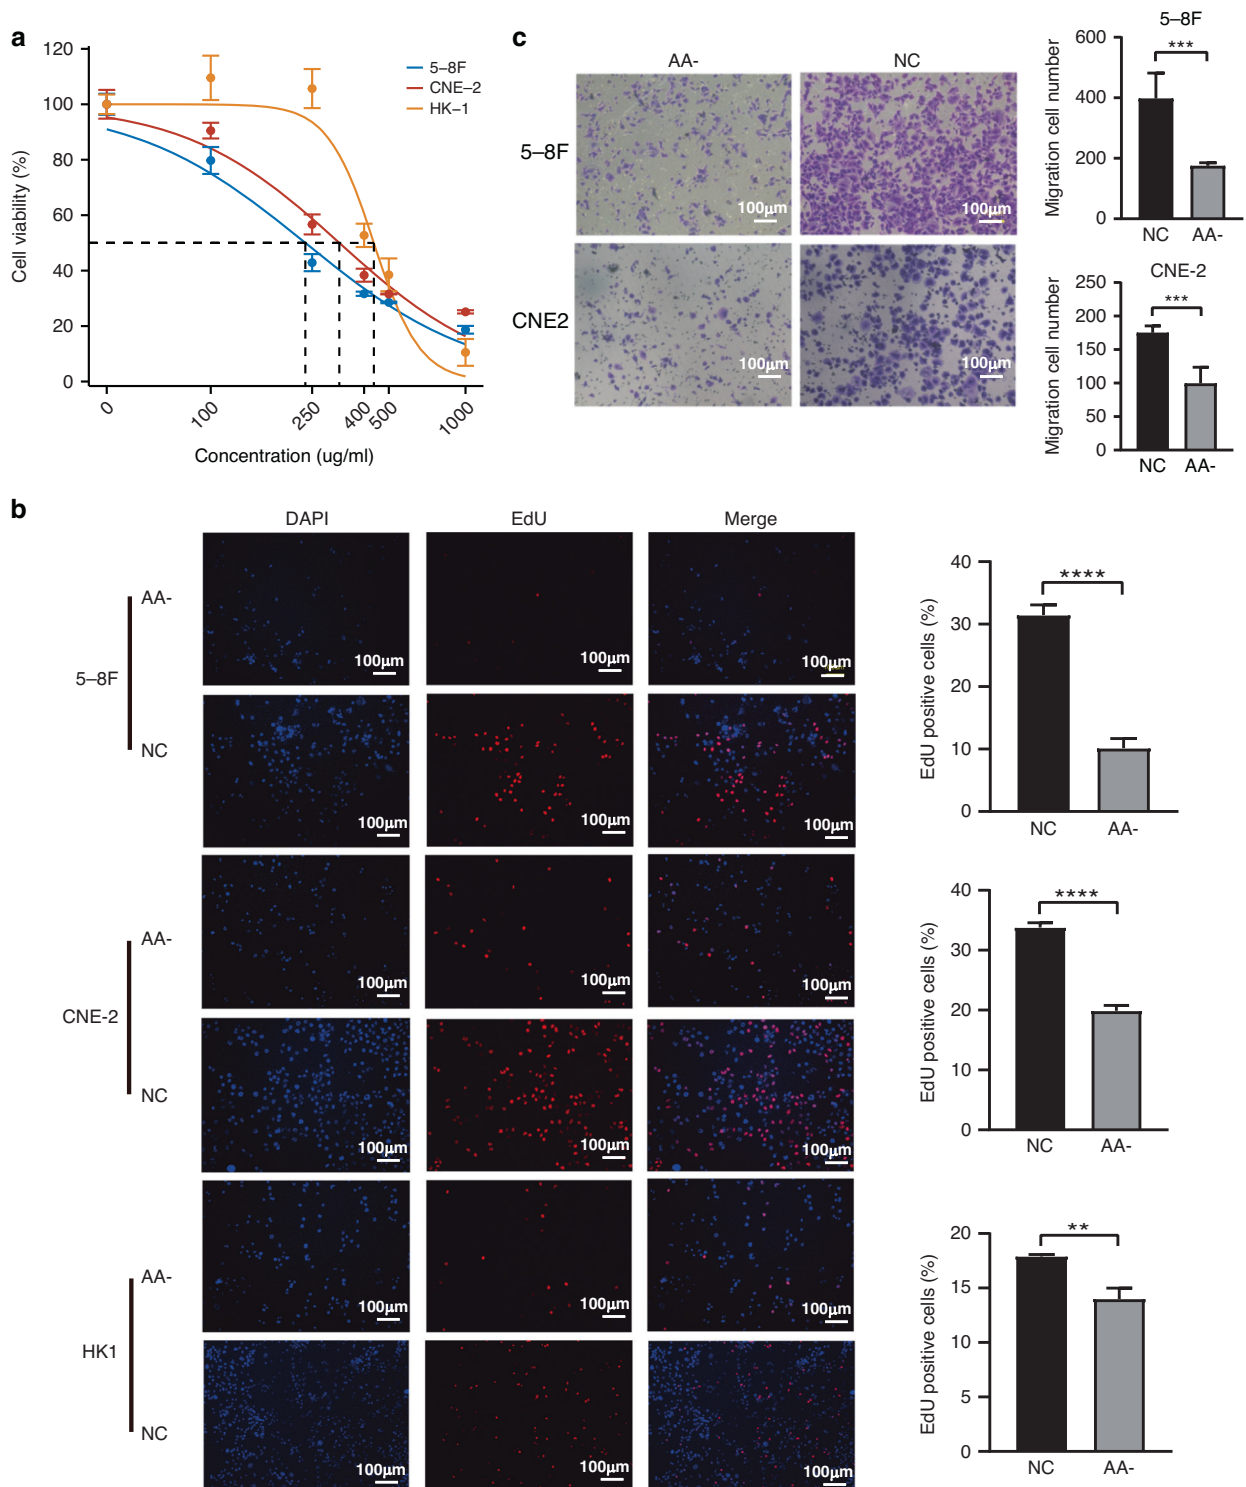 a
120
100
80
60
40
20
0
Cell viability (%)
5–8F
CNE–2
HK–1
0
100
250
400
500
1000
Concentration (ug/ml)
c
AA-
NC
5–8F
100μm
100μm
CNE2
100μm
100μm
5–8F
Migration cell number
600
400
200
0
***
NC
AA-
CNE-2
Migration cell number
250
200
150
100
50
0
***
NC
AA-
b
DAPI
EdU
Merge
5–8F
AA-
100μm
100μm
100μm
NC
100μm
100μm
100μm
CNE-2
AA-
100μm
100μm
100μm
NC
100μm
100μm
100μm
HK1
AA-
100μm
100μm
100μm
NC
100μm
100μm
100μm
EdU positive cells (%)
40
30
20
10
0
****
NC
AA-
EdU positive cells (%)
40
30
20
10
0
****
NC
AA-
EdU positive cells (%)
20
15
10
5
0
**
NC
AA-